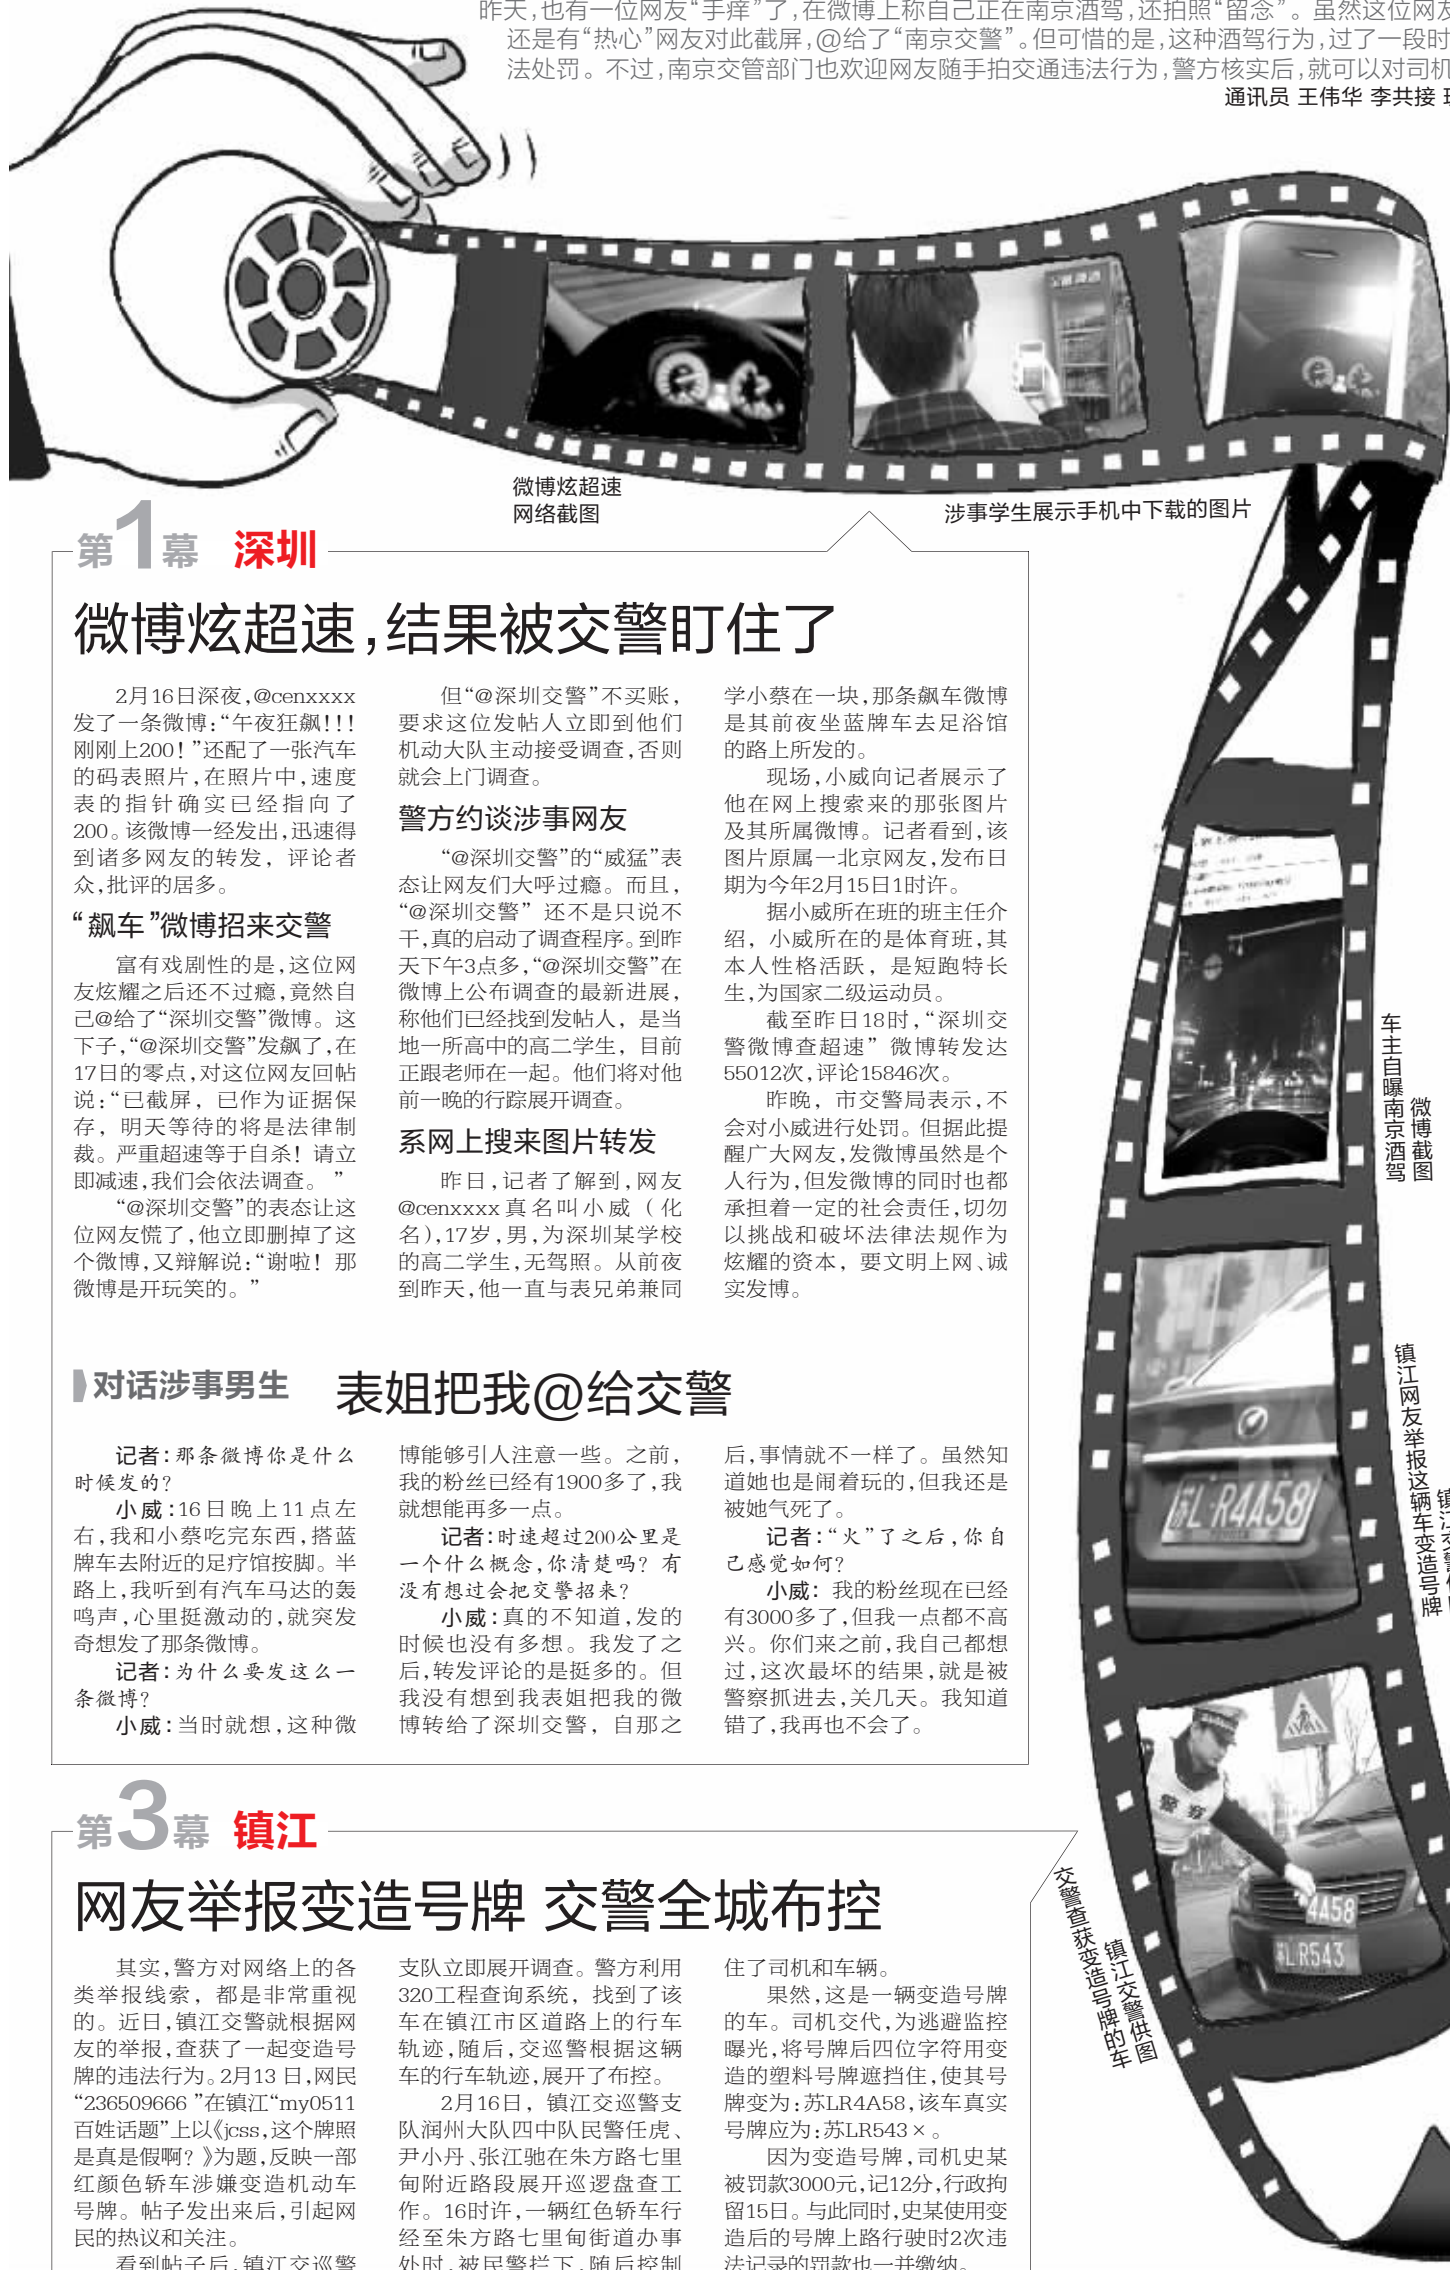 昨天,也有一位网友“手痒”了,在微博上称自己正在南京酒驾,还拍照“留念”。虽然这位网友
还是有“热心”网友对此截屏,@给了“南京交警”。但可惜的是,这种酒驾行为,过了一段时
法处罚。不过,南京交管部门也欢迎网友随手拍交通违法行为,警方核实后,就可以对司机
通讯员 王伟华 李共接
微博炫超速
网络截图
涉事学生展示手机中下载的图片
第1幕 深圳
微博炫超速,结果被交警盯住了
2月16日深夜,@cenxxxx
发了一条微博:“午夜狂飙!!!
刚刚上200!”还配了一张汽车
的码表照片,在照片中,速度
表的指针确实已经指向了
200。该微博一经发出,迅速得
到诸多网友的转发,评论者
众,批评的居多。
“飙车”微博招来交警
富有戏剧性的是,这位网
友炫耀之后还不过瘾,竟然自
己@给了“深圳交警”微博。这
下子,“@深圳交警”发飙了,在
17日的零点,对这位网友回帖
说:“已截屏,已作为证据保
存,明天等待的将是法律制
裁。严重超速等于自杀!请立
即减速,我们会依法调查。”
“@深圳交警”的表态让这
位网友慌了,他立即删掉了这
个微博,又辩解说:“谢啦!那
微博是开玩笑的。”
但“@深圳交警”不买账,
要求这位发帖人立即到他们
机动大队主动接受调查,否则
就会上门调查。
警方约谈涉事网友
“@深圳交警”的“威猛”表
态让网友们大呼过瘾。而且,
“@深圳交警”还不是只说不
干,真的启动了调查程序。到昨
天下午3点多,“@深圳交警”在
微博上公布调查的最新进展,
称他们已经找到发帖人,是当
地一所高中的高二学生,目前
正跟老师在一起。他们将对他
前一晚的行踪展开调查。
系网上搜来图片转发
昨日,记者了解到,网友
@cenxxxx真名叫小威(化
名),17岁,男,为深圳某学校
的高二学生,无驾照。从前夜
到昨天,他一直与表兄弟兼同
学小蔡在一块,那条飙车微博
是其前夜坐蓝牌车去足浴馆
的路上所发的。
现场,小威向记者展示了
他在网上搜索来的那张图片
及其所属微博。记者看到,该
图片原属一北京网友,发布日
期为今年2月15日1时许。
据小威所在班的班主任介
绍,小威所在的是体育班,其
本人性格活跃,是短跑特长
生,为国家二级运动员。
截至昨日18时,“深圳交
警微博查超速”微博转发达
55012次,评论15846次。
昨晚,市交警局表示,不
会对小威进行处罚。但据此提
醒广大网友,发微博虽然是个
人行为,但发微博的同时也都
承担着一定的社会责任,切勿
以挑战和破坏法律法规作为
炫耀的资本,要文明上网、诚
实发博。
对话涉事男生 表姐把我@给交警
记者:那条微博你是什么
时候发的?
小威:16日晚上11点左
右,我和小蔡吃完东西,搭蓝
牌车去附近的足疗馆按脚。半
路上,我听到有汽车马达的轰
鸣声,心里挺激动的,就突发
奇想发了那条微博。
记者:为什么要发这么一
条微博?
小威:当时就想,这种微
博能够引人注意一些。之前,
我的粉丝已经有1900多了,我
就想能再多一点。
记者:时速超过200公里是
一个什么概念,你清楚吗?有
没有想过会把交警招来?
小威:真的不知道,发的
时候也没有多想。我发了之
后,转发评论的是挺多的。但
我没有想到我表姐把我的微
博转给了深圳交警,自那之
后,事情就不一样了。虽然知
道她也是闹着玩的,但我还是
被她气死了。
记者:“火”了之后,你自
己感觉如何?
小威:我的粉丝现在已经
有3000多了,但我一点都不高
兴。你们来之前,我自己都想
过,这次最坏的结果,就是被
警察抓进去,关几天。我知道
错了,我再也不会了。
车主自曝南京酒驾
微博截图
苏L·R4A58
镇江网友举报这辆车变造号牌
镇江交警
警察
4A58
苏L R543
交警查获变造号牌的车
镇江交警供图
第3幕 镇江
网友举报变造号牌 交警全城布控
其实,警方对网络上的各
类举报线索,都是非常重视
的。近日,镇江交警就根据网
友的举报,查获了一起变造号
牌的违法行为。2月13日,网民
“236509666”在镇江“my0511
百姓话题”上以《jcss,这个牌照
是真是假啊?》为题,反映一部
红颜色轿车涉嫌变造机动车
号牌。帖子发出来后,引起网
民的热议和关注。
看到帖子后,镇江交巡警
支队立即展开调查。警方利用
320工程查询系统,找到了该
车在镇江市区道路上的行车
轨迹,随后,交巡警根据这辆
车的行车轨迹,展开了布控。
2月16日,镇江交巡警支
队润州大队四中队民警任虎、
尹小丹、张江驰在朱方路七里
甸附近路段展开巡逻盘查工
作。16时许,一辆红色轿车行
经至朱方路七里甸街道办事
处时,被民警拦下,随后控制
住了司机和车辆。
果然,这是一辆变造号牌
的车。司机交代,为逃避监控
曝光,将号牌后四位字符用变
造的塑料号牌遮挡住,使其号
牌变为:苏LR4A58,该车真实
号牌应为:苏LR543×。
因为变造号牌,司机史某
被罚款3000元,记12分,行政拘
留15日。与此同时,史某使用变
造后的号牌上路行驶时2次违
法记录的罚款也一并缴纳。